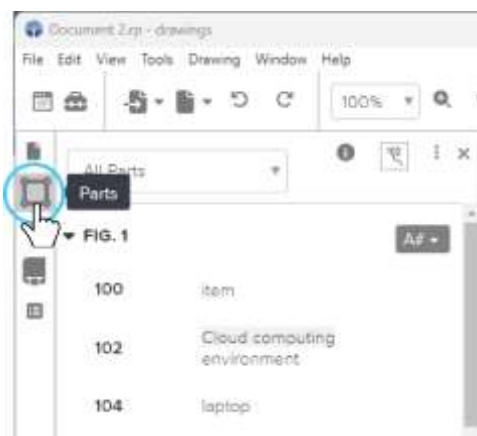 Document 2.rp - drawings
File Edit View Tools Drawing Window Help
100%
All Parts
Parts
FIG. 1
A#
100 item
102 Cloud computing
environment
104 laptop